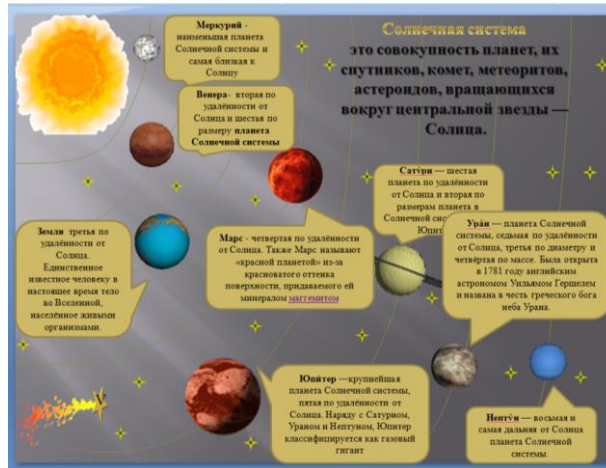 Солнечная система
это совокупность планет, их
спутников, комет, метеоритов,
астероидов, вращающихся
вокруг центральной звезды —
Солнца.
Меркурий -
наименьшая планета
Солнечной системы и
самая близкая к
Солнцу
Венера- вторая по
удалённости от
Солнца и шестая по
размеру планета
Солнечной системы
Земля третья по
удалённости от
Солнца.
Единственное
известное человеку в
настоящее время тело
во Вселенной,
населённое живыми
организмами.
Марс - четвертая по удалённости
от Солнца. Также Марс называют
«красной планетой» из-за
красноватого оттенка
поверхности, придаваемого ей
минералом маггемитом
Сату́рн — шестая
планета по удалённости
от Солнца и вторая по
размерам планета в
Солнечной
Юпит
Ура́н — планета Солнечной
системы, седьмая по удалённости
от Солнца, третья по диаметру и
четвёртая по массе. Была открыта
в 1781 году английским
астрономом Уильямом Гершелем
и названа в честь греческого бога
неба Урана.
Юпи́тер —крупнейшая
планета Солнечной системы,
пятая по удалённости от
Солнца. Наряду с Сатурном,
Ураном и Нептуном, Юпитер
классифицируется как газовый
гигант
Непту́н — восьмая и
самая дальняя от Солнца
планета Солнечной
системы.